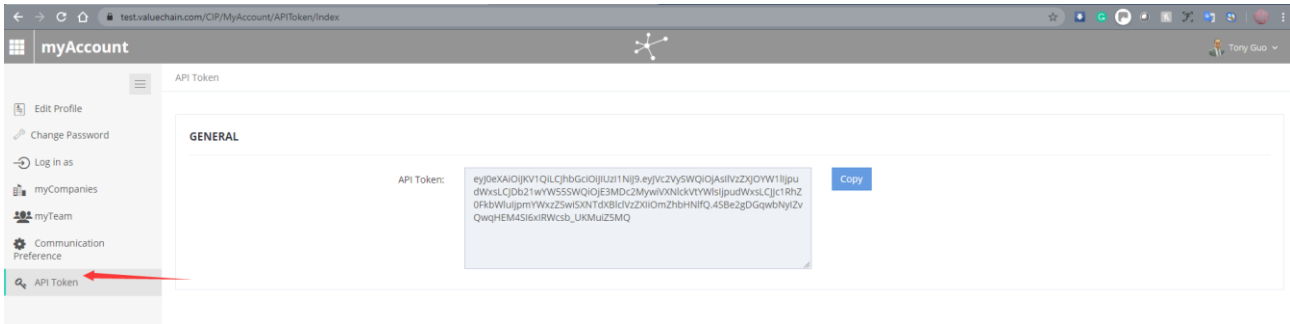 test.valuechain.com/CIP/MyAccount/APIToken/Index
myAccount
Tony Guo
API Token
Edit Profile
Change Password
Log in as
myCompanies
myTeam
Communication
Preference
API Token
GENERAL
API Token:
eyJ0eXAiOiJKV1QiLCJhbGciOiJIUzI1NiJ9.eyJVc2VySWQiOjAsIlVzZXJOYW1lIjpu
dWxsLCJDb21wYW55SWQiOjE3MDc2MywiVXNlckVtYWlsIjpudWxsLCJjc1RhZ
0FkbWluIjpmYWxzZSwiSXNTdXBlclVzZXIiOmZhbHNlfQ.45Be2gDGqwbNyIZv
QwqHEM4SI6xIRWcsb_UKMuiZ5MQ
Copy